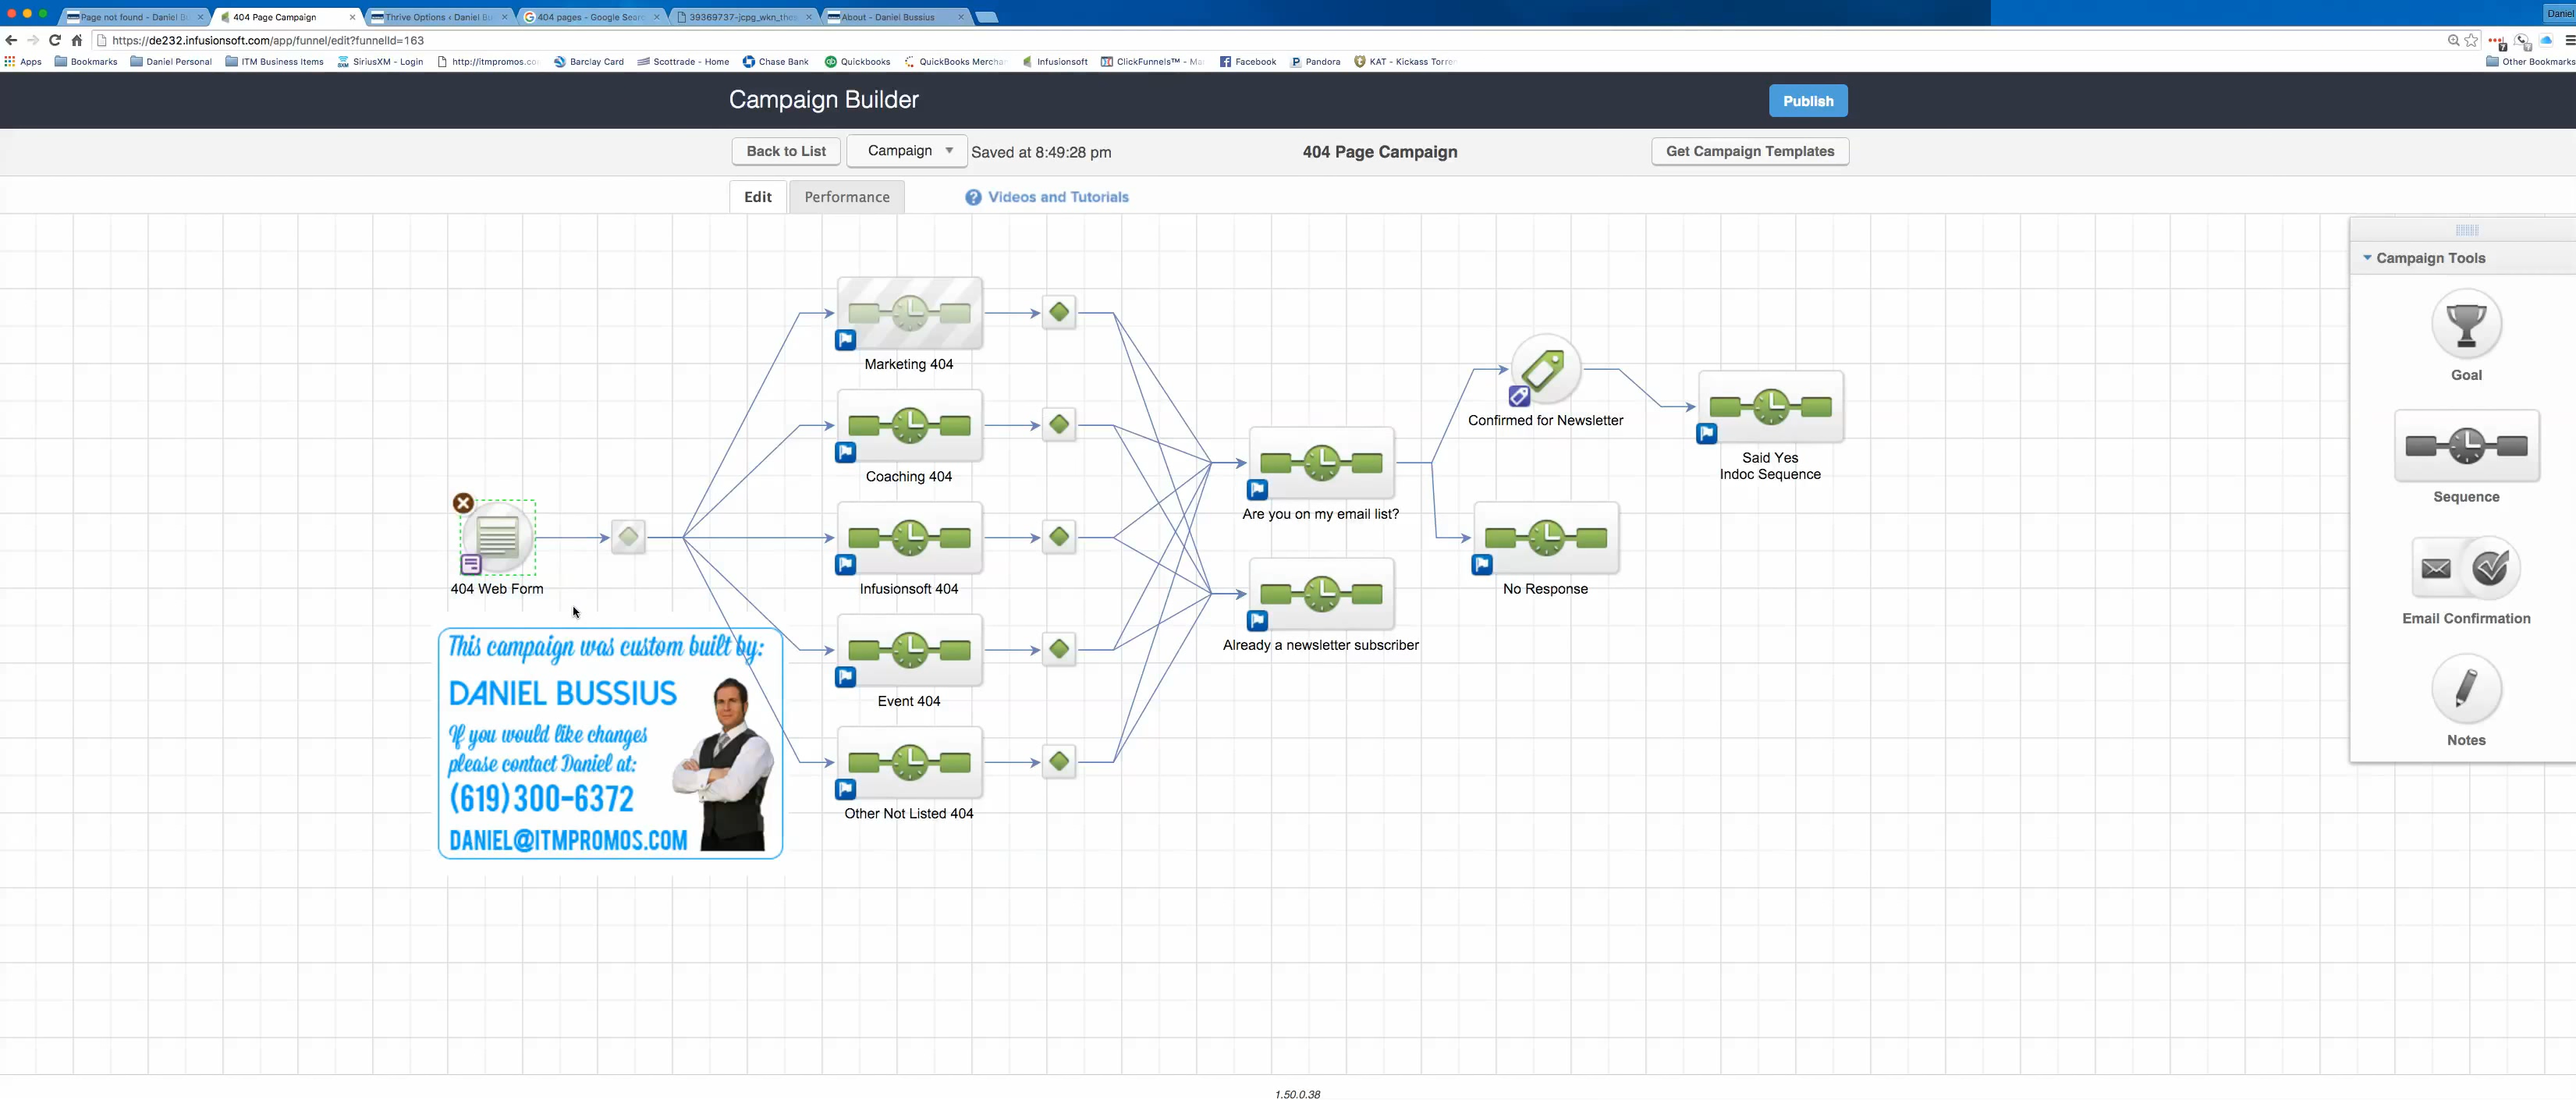 Page not found - Daniel B
404 Page Campaign
Thrive Options ‹ Daniel Bu
404 pages - Google Sear
39369737-jcpg_wkn_thes
About - Daniel Bussius
Daniel
https://de232.infusionsoft.com/app/funnel/edit?funnelId=163
Apps
Bookmarks
Daniel Personal
ITM Business Items
SiriusXM - Login
http://itmpromos.co
Barclay Card
Scottrade - Home
Chase Bank
Quickbooks
QuickBooks Mercha
Infusionsoft
ClickFunnels™ - Ma
Facebook
Pandora
KAT - Kickass Torre
Other Bookmarks
Campaign Builder
Publish
Back to List
Campaign
Saved at 8:49:28 pm
404 Page Campaign
Get Campaign Templates
Edit
Performance
Videos and Tutorials
Campaign Tools
Goal
Sequence
Email Confirmation
Notes
Marketing 404
Coaching 404
Infusionsoft 404
Event 404
Other Not Listed 404
404 Web Form
Are you on my email list?
Already a newsletter subscriber
Confirmed for Newsletter
Said Yes
Indoc Sequence
No Response
This campaign was custom built by:
DANIEL BUSSIUS
If you would like changes
please contact Daniel at:
(619)300-6372
DANIEL@ITMPROMOS.COM
1.50.0.38